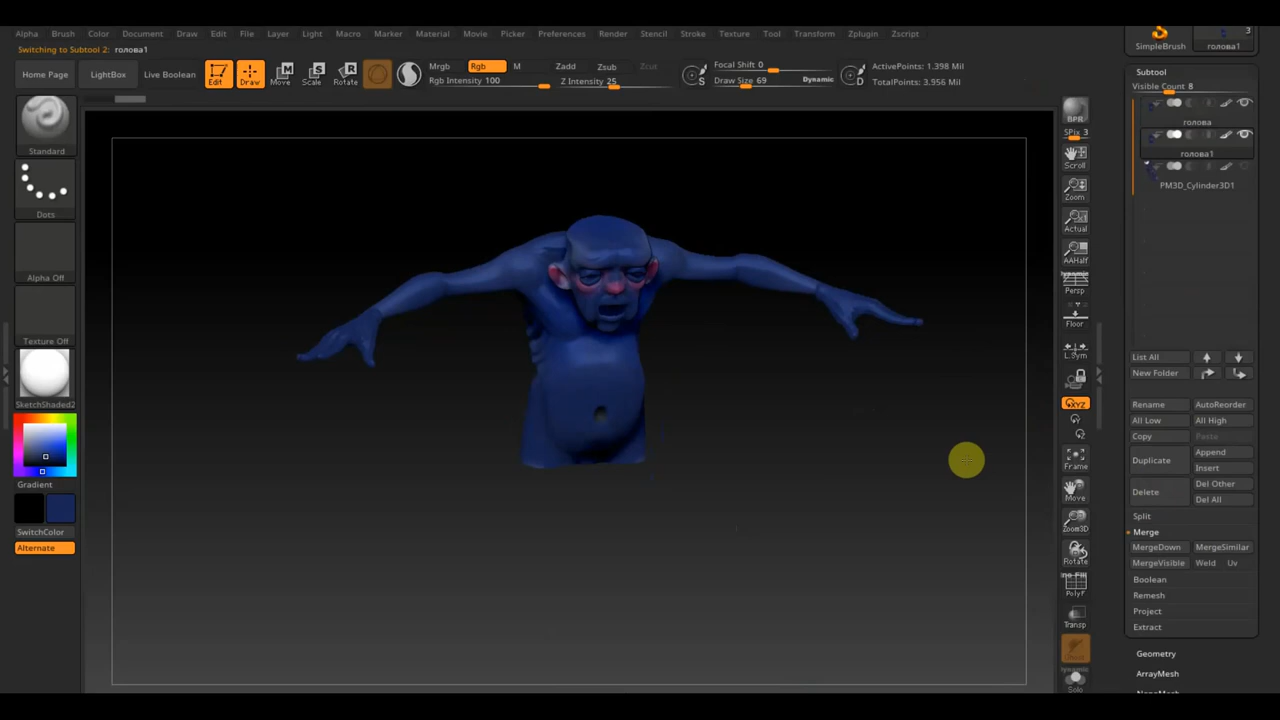 Alpha Brush Color Document Draw Edit File Layer Light Macro Marker Material Movie Picker Preferences Render Stencil Stroke Texture Tool Transform Zplugin Zscript
Switching to Subtool 2: голова1
Home Page
LightBox
Live Boolean
Edit
Draw
Move
Scale
Rotate
Mrgb
Rgb
M
Rgb Intensity 100
Zadd
Zsub
Zcut
Z Intensity 25
S
Focal Shift 0
Draw Size 69
Dynamic
D
ActivePoints: 1.398 Mil
TotalPoints: 3.956 Mil
Standard
Dots
Alpha Off
Texture Off
SketchShaded2
Gradient
SwitchColor
Alternate
BPR
SPix 3
Scroll
Zoom
Actual
AAHalf
Persp
Floor
L.Sym
XYZ
Y
Z
Frame
Move
Zoom3D
Rotate
PolyF
Transp
Solo
SimpleBrush
3
голова1
Subtool
Visible Count 8
голова
голова1
PM3D_Cylinder3D1
List All
New Folder
Rename
AutoReorder
All Low
All High
Copy
Paste
Duplicate
Append
Insert
Delete
Del Other
Del All
Split
Merge
MergeDown
MergeSimilar
MergeVisible
Weld
Uv
Boolean
Remesh
Project
Extract
Geometry
ArrayMesh